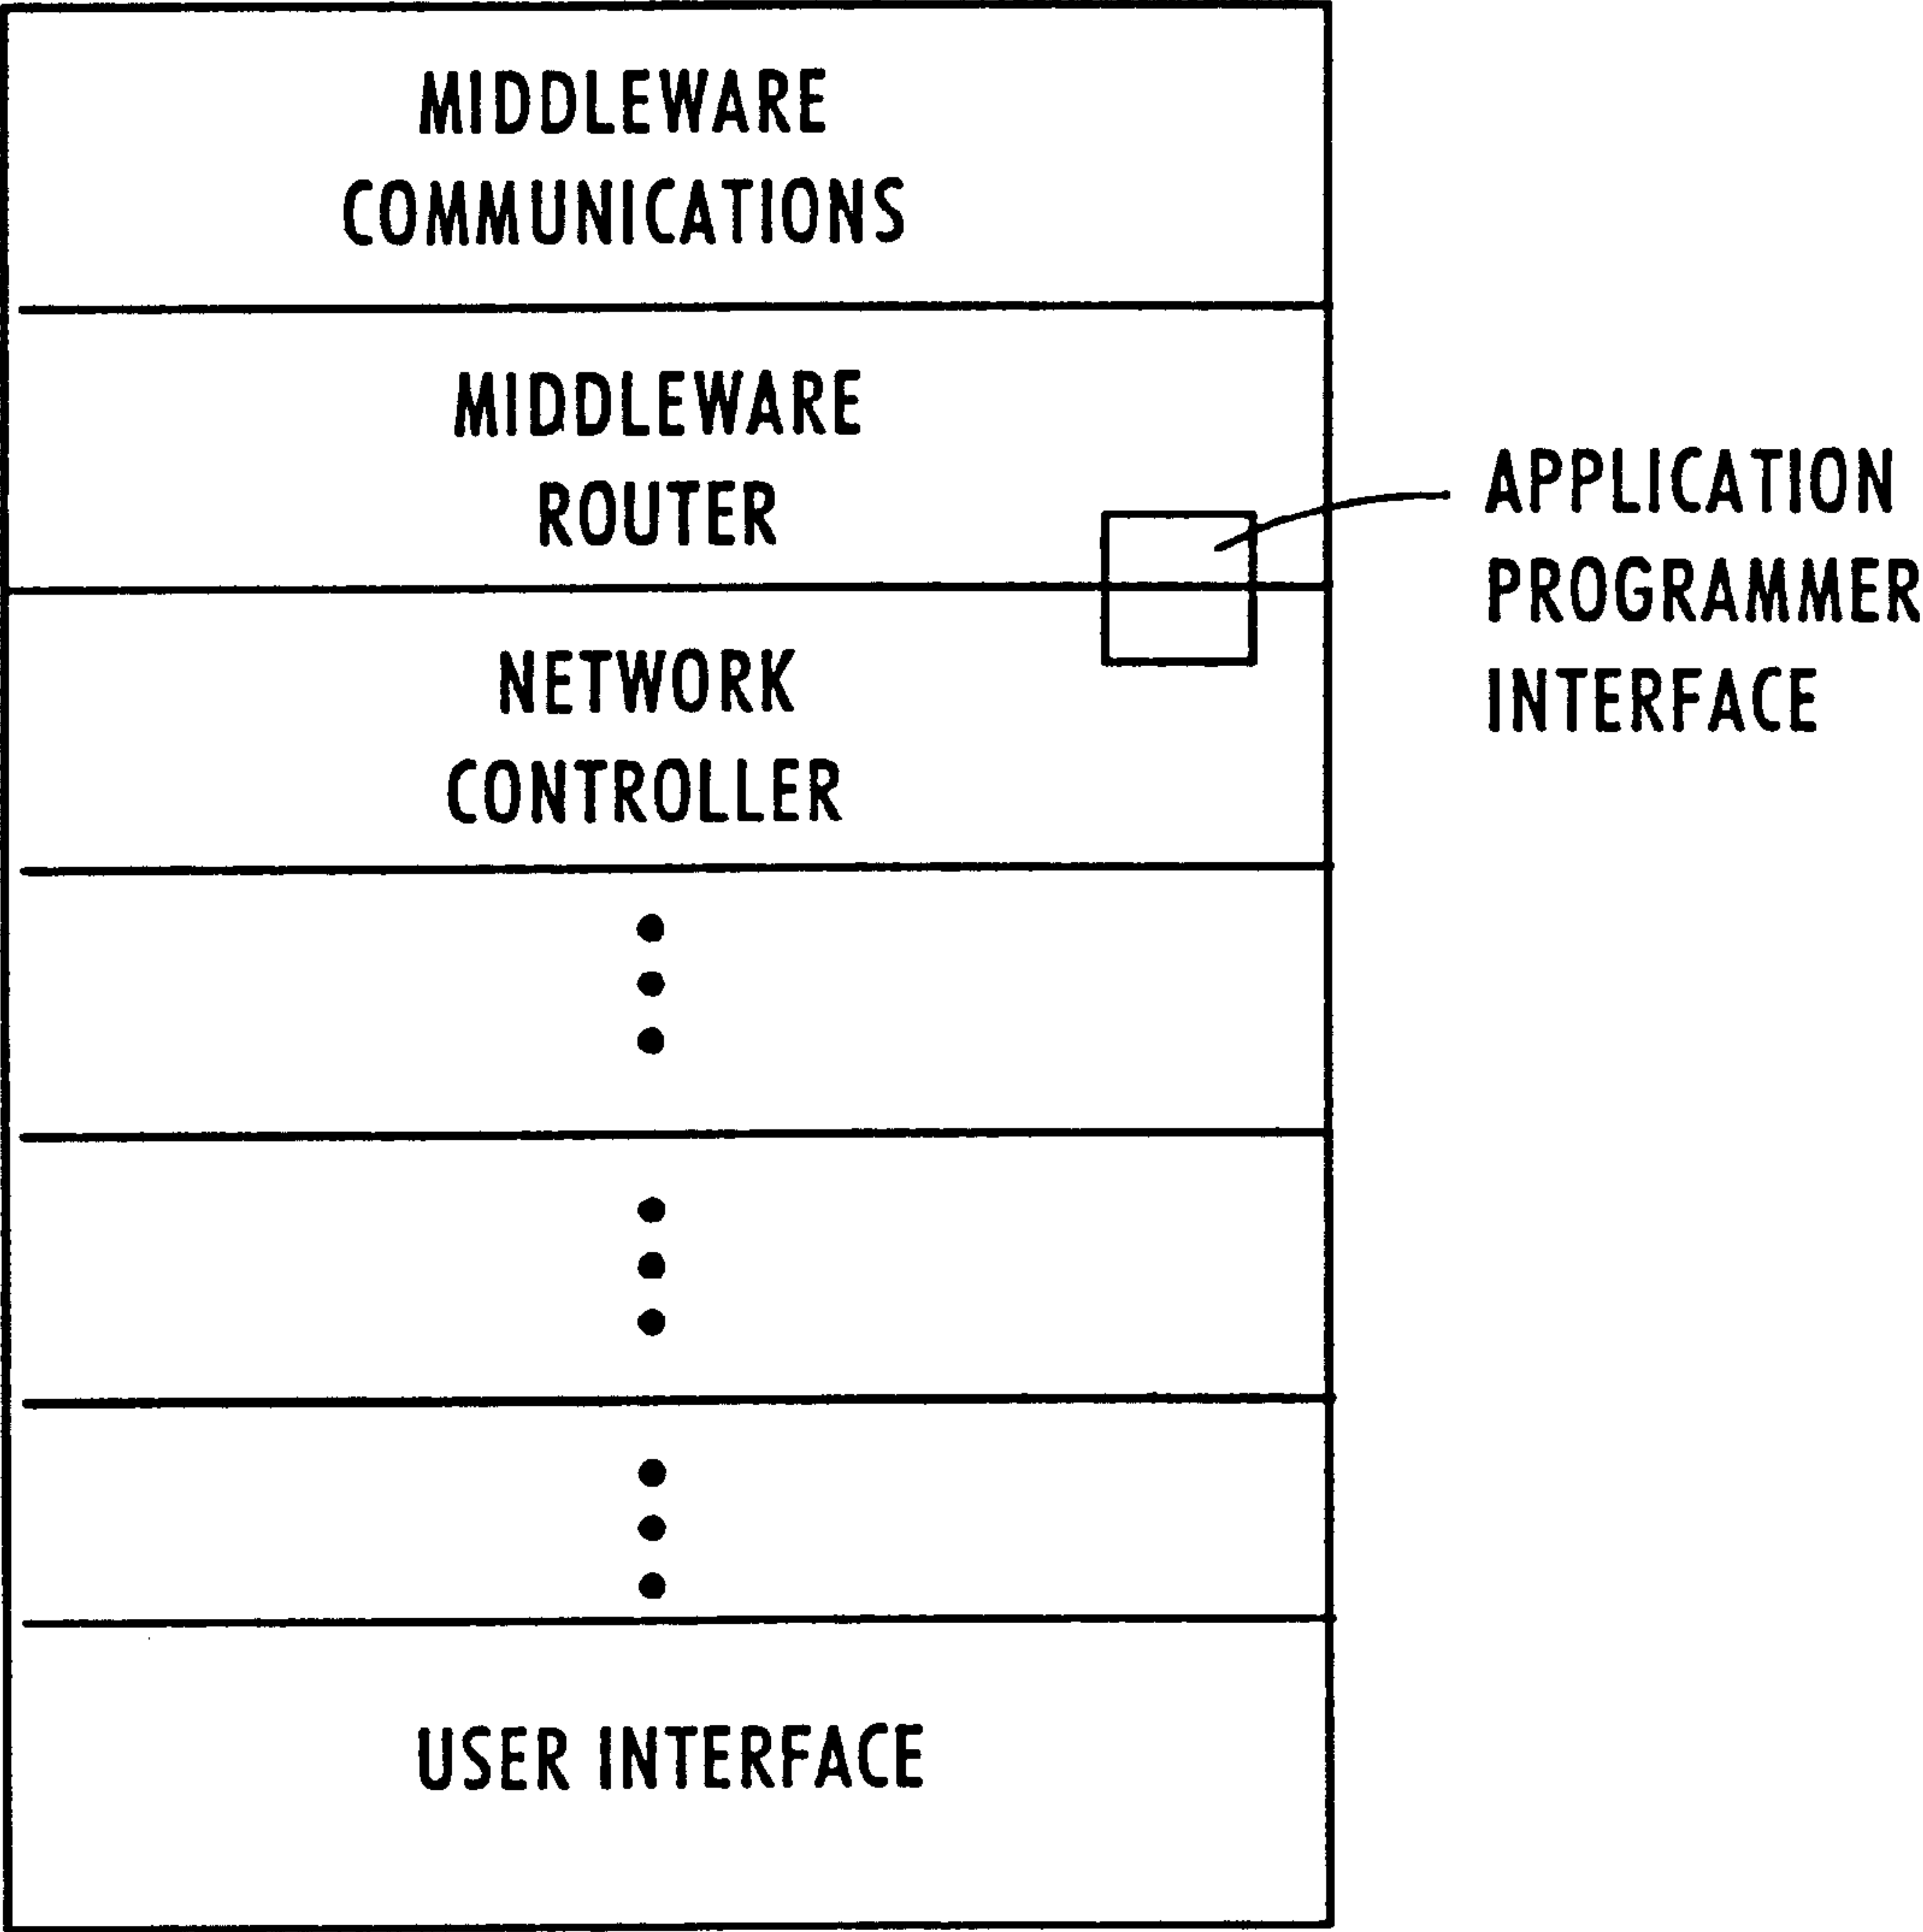 MIDDLEWARE
COMMUNICATIONS
MIDDLEWARE
ROUTER
APPLICATION
PROGRAMMER
INTERFACE
NETWORK
CONTROLLER
USER INTERFACE